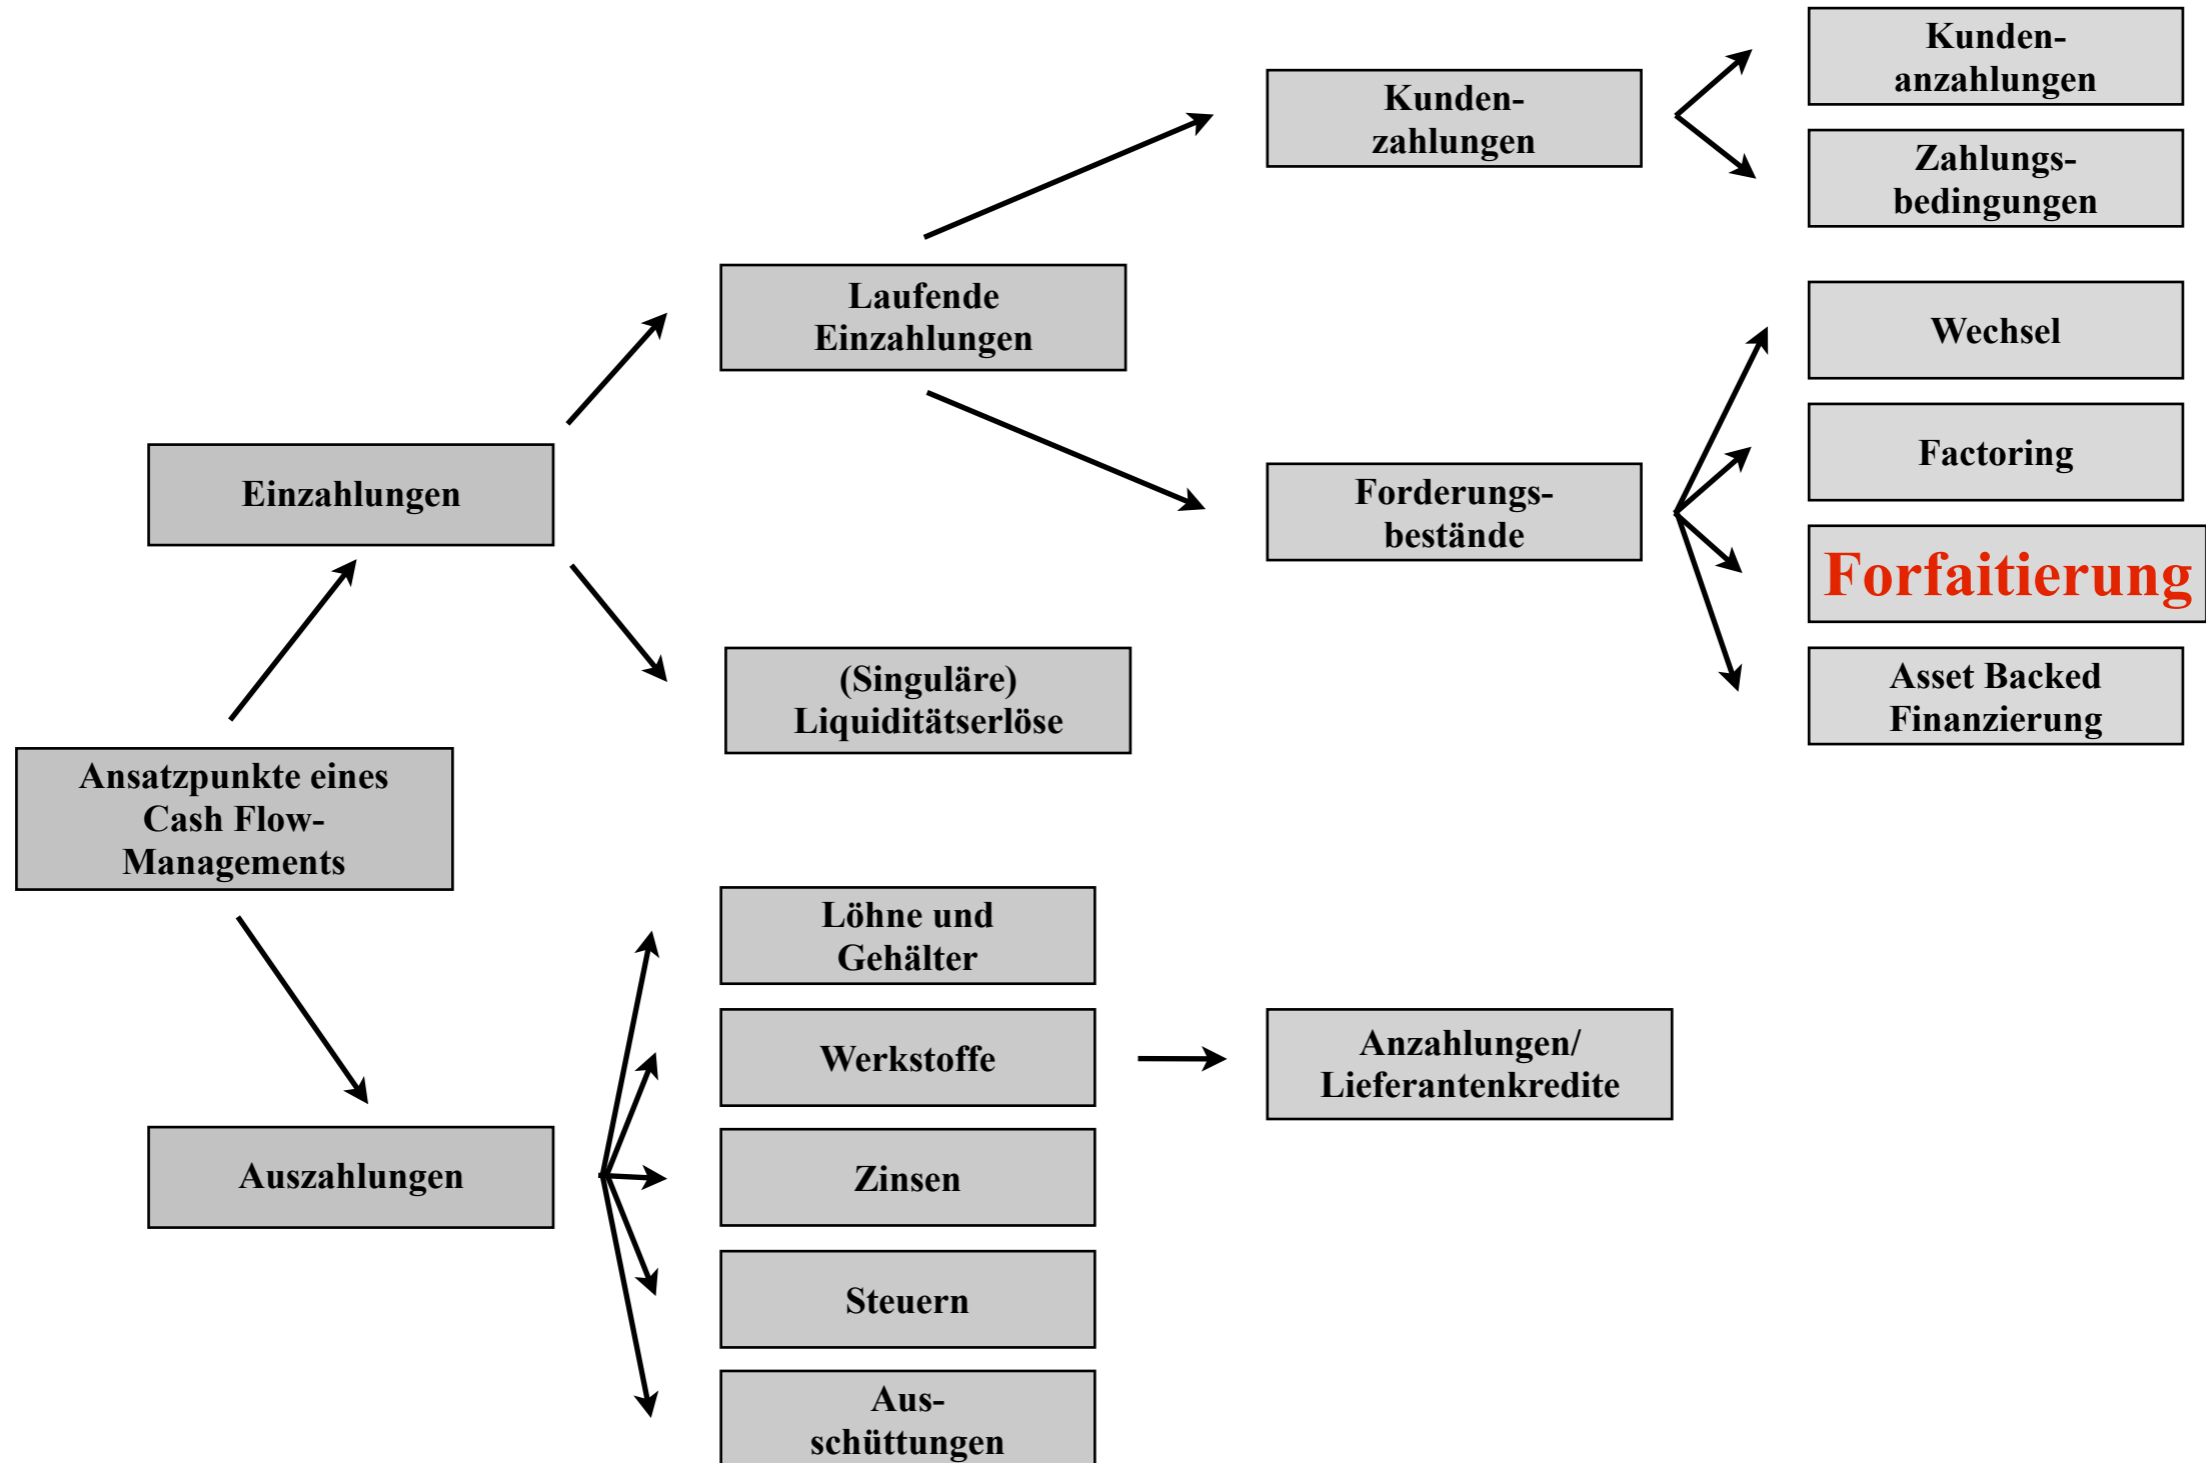 Ansatzpunkte eines
Cash Flow-
Managements
Einzahlungen
Auszahlungen
Laufende
Einzahlungen
(Singuläre)
Liquiditätserlöse
Löhne und
Gehälter
Werkstoffe
Zinsen
Steuern
Aus-
schüttungen
Kunden-
zahlungen
Forderungs-
bestände
Anzahlungen/
Lieferantenkredite
Kunden-
anzahlungen
Zahlungs-
bedingungen
Wechsel
Factoring
Forfaitierung
Asset Backed
Finanzierung